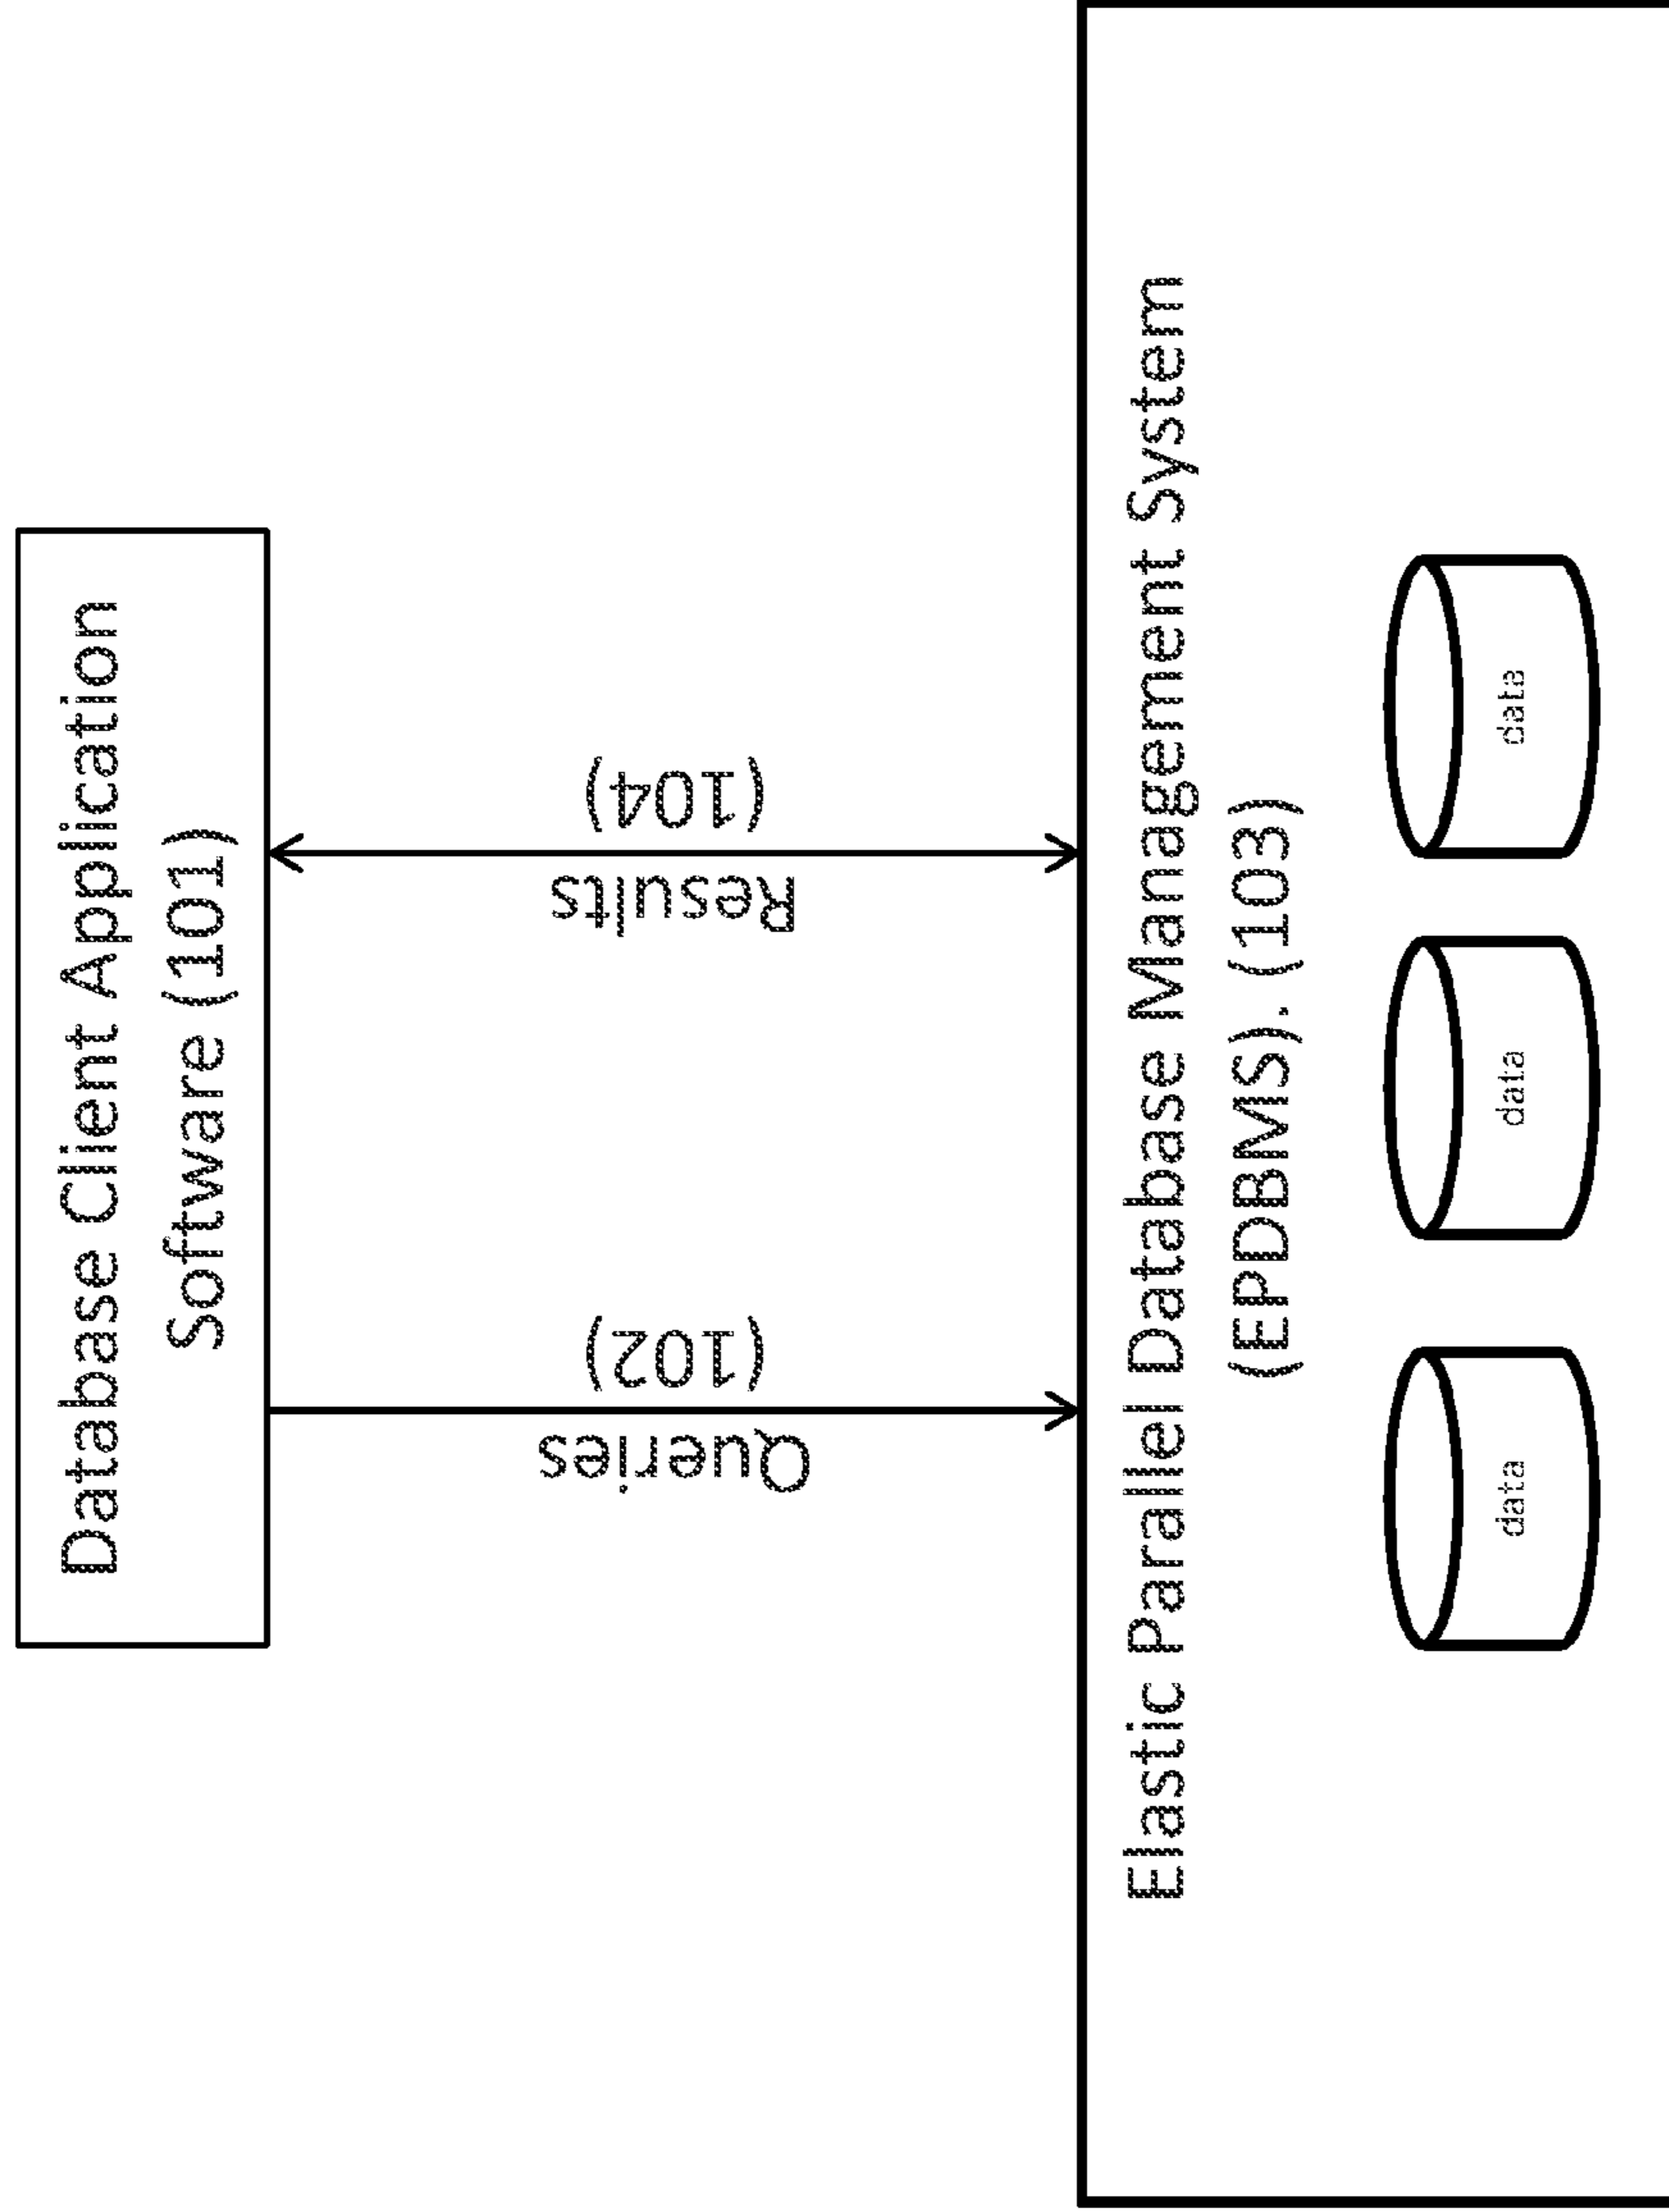 Database Client Application
Software (101)
Queries
(102)
Results
(104)
Elastic Parallel Database Management System
(EPDBMS). (103)
data
data
data